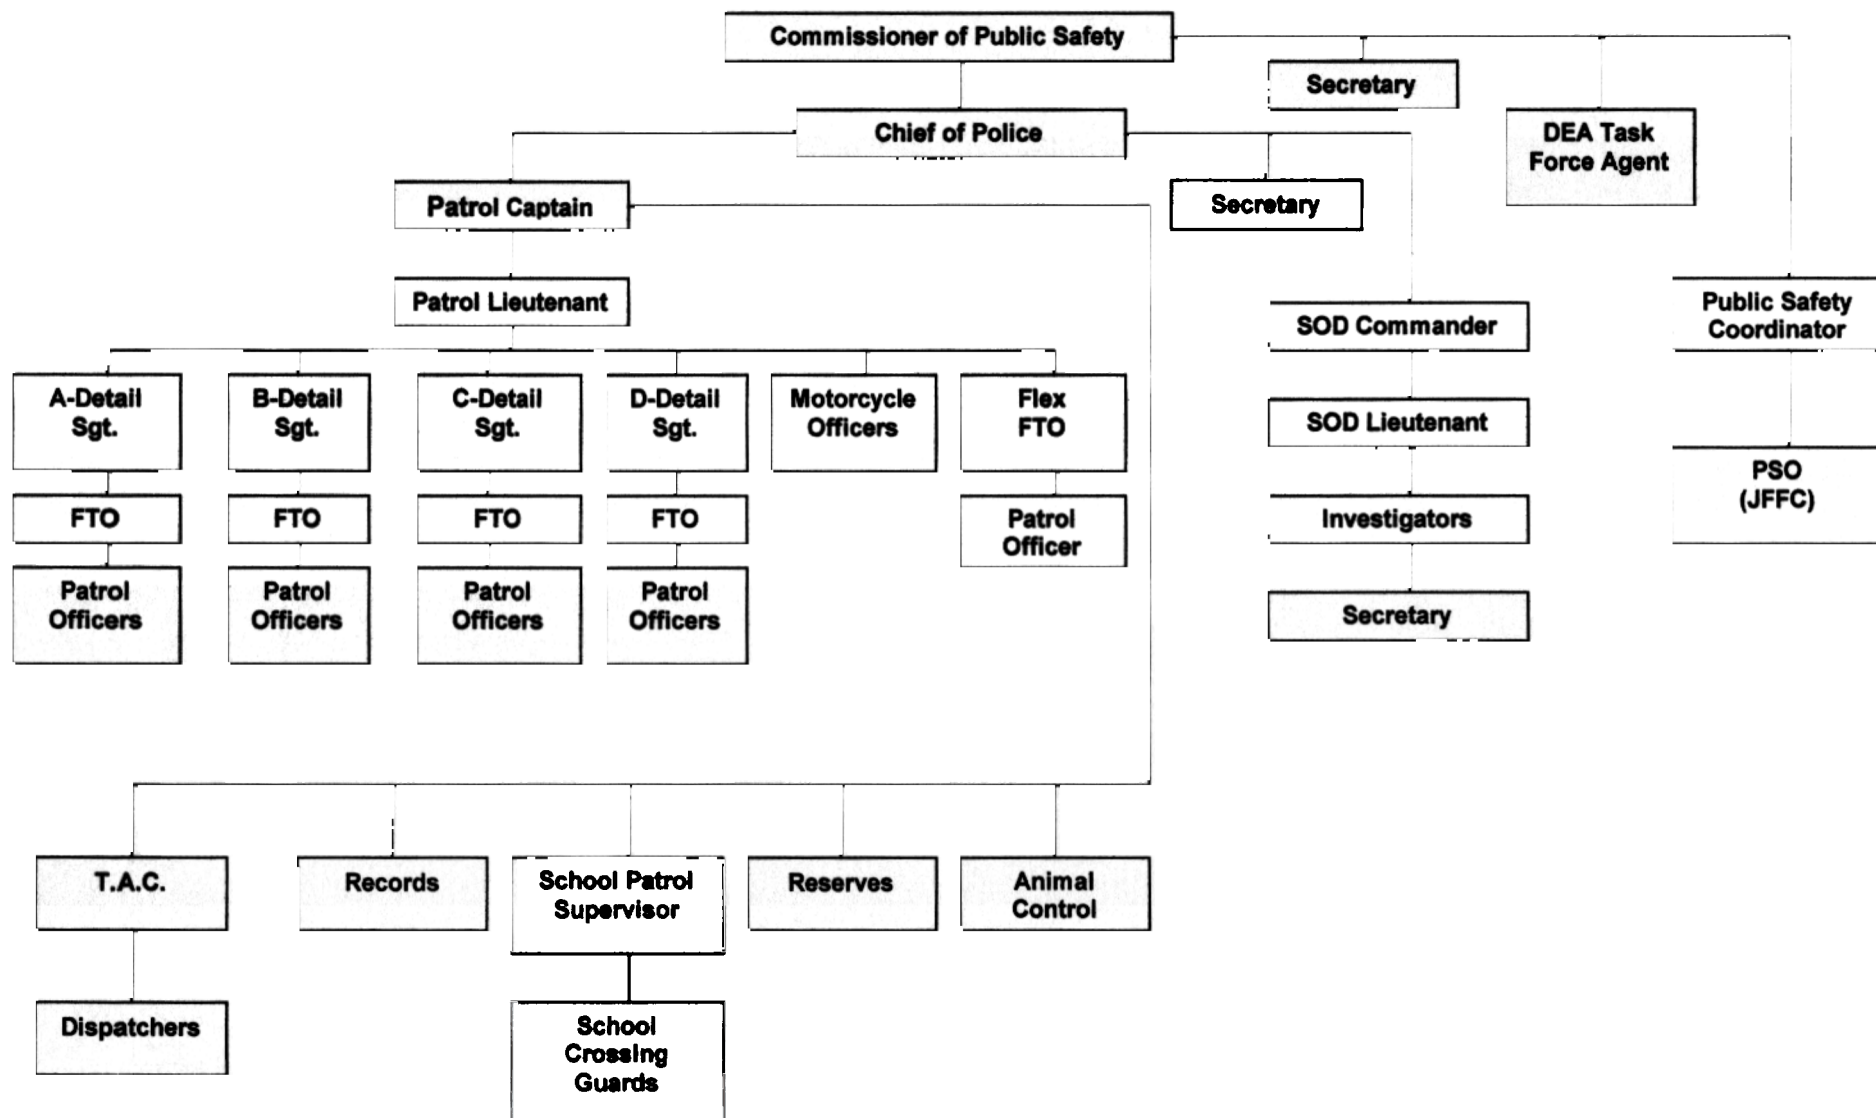 Commissioner of Public Safety
Secretary
DEA Task
Force Agent
Chief of Police
Secretary
Patrol Captain
Patrol Lieutenant
SOD Commander
Public Safety
Coordinator
A-Detail
Sgt.
B-Detail
Sgt.
C-Detail
Sgt.
D-Detail
Sgt.
Motorcycle
Officers
Flex
FTO
SOD Lieutenant
PSO
(JFFC)
FTO
FTO
FTO
FTO
Patrol
Officer
Investigators
Patrol
Officers
Patrol
Officers
Patrol
Officers
Patrol
Officers
Secretary
T.A.C.
Records
School Patrol
Supervisor
Reserves
Animal
Control
Dispatchers
School
Crossing
Guards